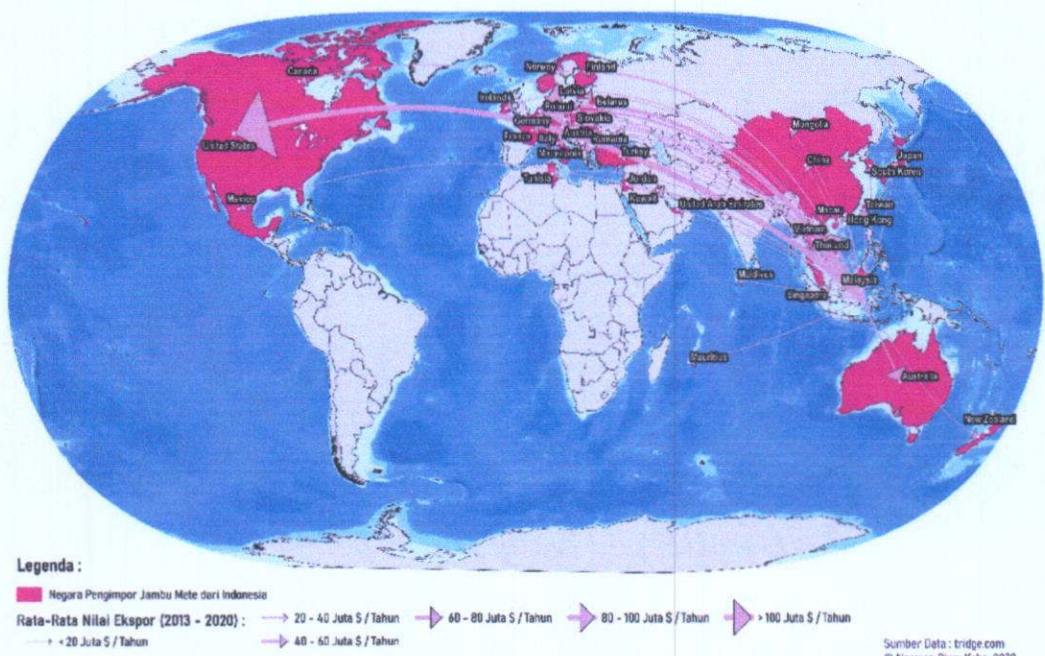 Norway
Finland
Canada
Latvia
Ireland
Poland
Belarus
Germany
Slovakia
Mongolia
United States
France
Italy
Austria
Romania
Macedonia
Turkey
China
Japan
South Korea
Tunisia
Jordan
Mexico
Kuwait
United Arab Emirates
Macao
Taiwan
Hong Kong
Vietnam
Thailand
Maldives
Malaysia
Singapore
Mauritius
Australia
New Zealand
Legenda :
Negara Pengimpor Jambu Mete dari Indonesia
Rata-Rata Nilai Ekspor (2013 - 2020) :
20 - 40 Juta $ / Tahun
60 - 80 Juta $ / Tahun
80 - 100 Juta $ / Tahun
>100 Juta $ / Tahun
<20 Juta $ / Tahun
40 - 60 Juta $ / Tahun
Sumber Data : tridge.com